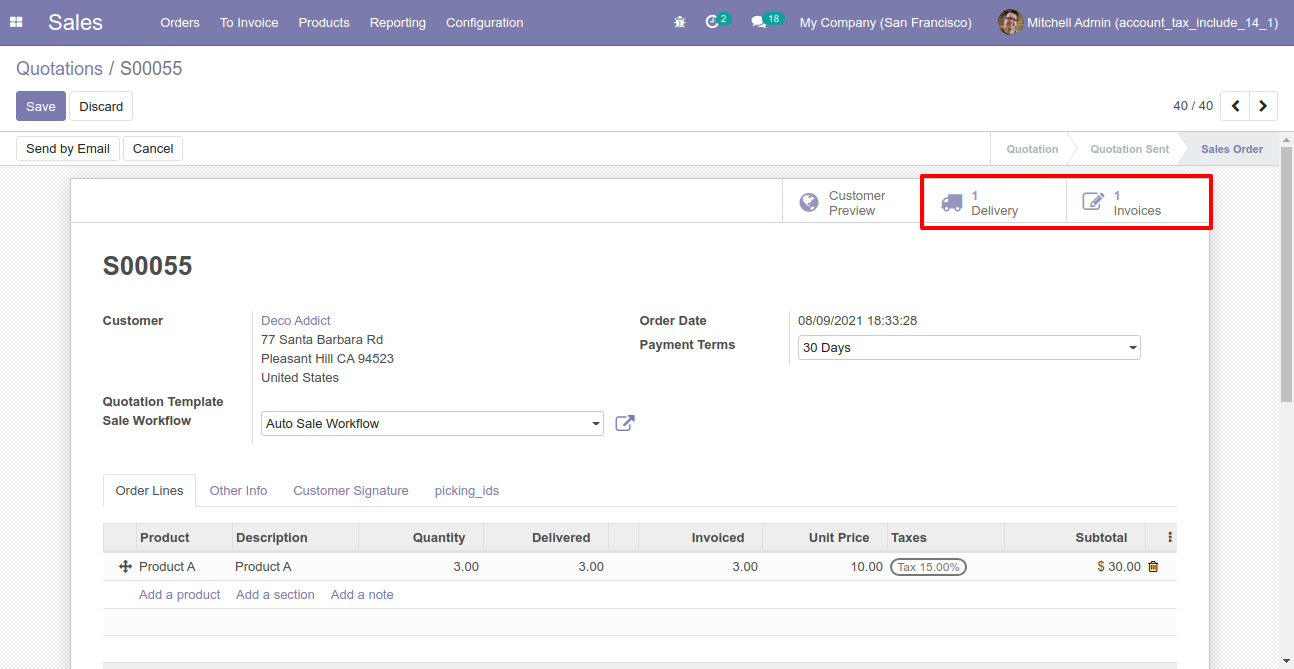 Sales Orders To Invoice Products Reporting Configuration 2 18 My Company (San Francisco) Mitchell Admin (account_tax_include_14_1)
Quotations / S00055
Save Discard 40 / 40
Send by Email Cancel Quotation Quotation Sent Sales Order
Customer Preview 1 Delivery 1 Invoices
S00055
Customer Deco Addict Order Date 08/09/2021 18:33:28
77 Santa Barbara Rd Payment Terms 30 Days
Pleasant Hill CA 94523
United States
Quotation Template
Sale Workflow Auto Sale Workflow
Order Lines Other Info Customer Signature picking_ids
Product Description Quantity Delivered Invoiced Unit Price Taxes Subtotal
Product A Product A 3.00 3.00 3.00 10.00 Tax 15.00% $ 30.00
Add a product Add a section Add a note